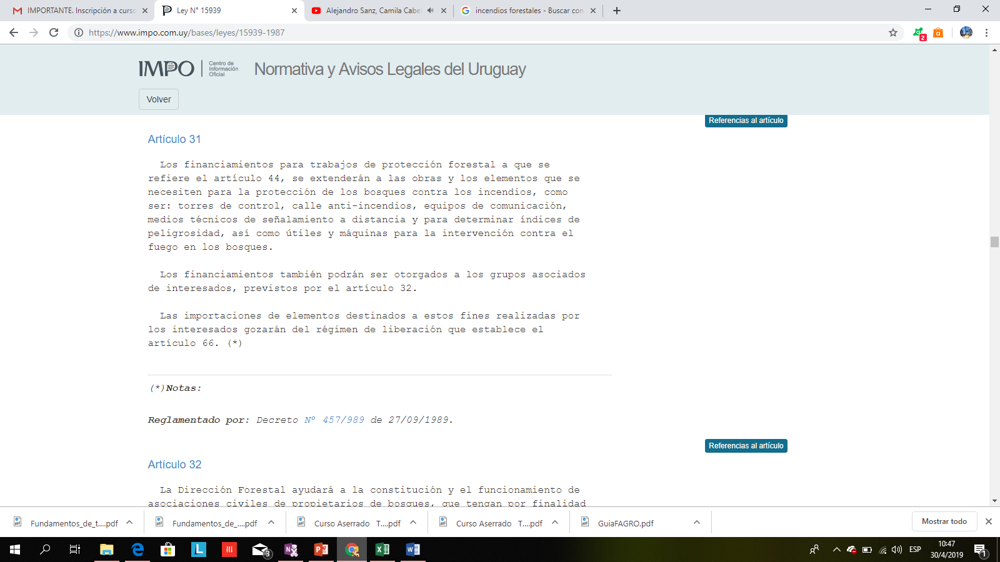 IMPORTANTE. Inscripción a curso
Ley N° 15939
Alejandro Sanz, Camila Cabe
incendios forestales - Buscar con
https://www.impo.com.uy/bases/leyes/15939-1987
2
a
IMPO
Centro de
Información
Oficial
Normativa y Avisos Legales del Uruguay
Volver
Referencias al artículo
Artículo 31
Los financiamientos para trabajos de protección forestal a que se
refiere el artículo 44, se extenderán a las obras y los elementos que se
necesiten para la protección de los bosques contra los incendios, como
ser: torres de control, calle anti-incendios, equipos de comunicación,
medios técnicos de señalamiento a distancia y para determinar índices de
peligrosidad, así como útiles y máquinas para la intervención contra el
fuego en los bosques.
Los financiamientos también podrán ser otorgados a los grupos asociados
de interesados, previstos por el artículo 32.
Las importaciones de elementos destinados a estos fines realizadas por
los interesados gozarán del régimen de liberación que establece el
artículo 66. (*)
(*)Notas:
Reglamentado por: Decreto Nº 457/989 de 27/09/1989.
Referencias al artículo
Artículo 32
La Dirección Forestal ayudará a la constitución y el funcionamiento de
asociaciones civiles de propietarios de bosques, que tengan por finalidad
Fundamentos_de_t....pdf
Fundamentos_de_....pdf
Curso Aserrado T....pdf
Curso Aserrado T....pdf
GuiaFAGRO.pdf
Mostrar todo
L
3
ESP
10:47
30/4/2019
1